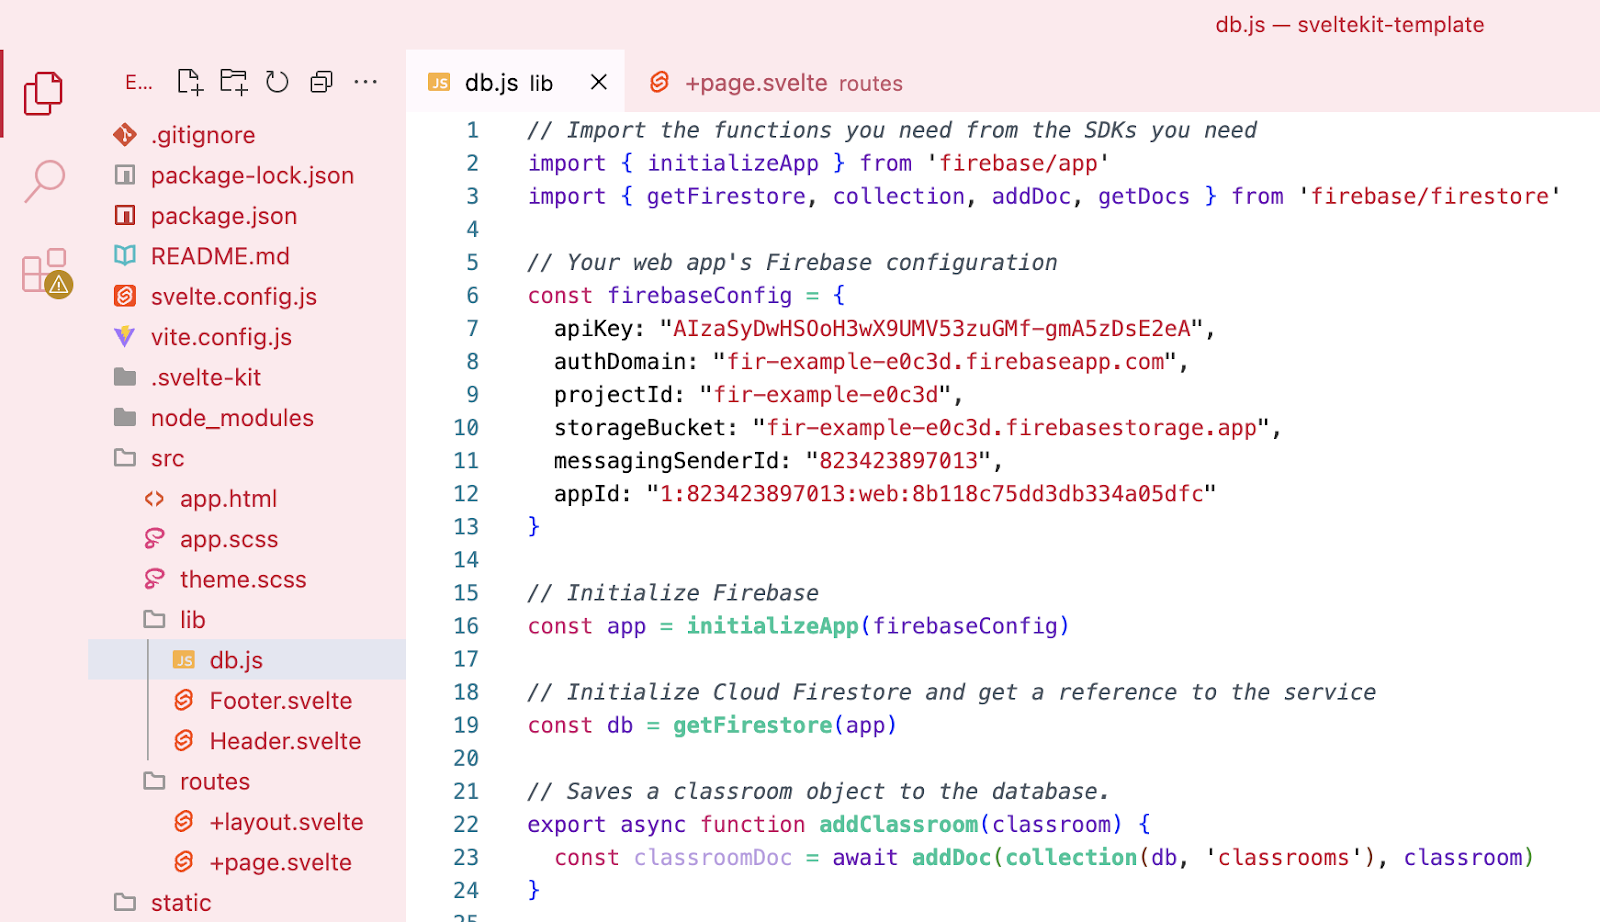 db.js — sveltekit-template
E...
JS db.js lib
+page.svelte routes
.gitignore
package-lock.json
package.json
README.md
svelte.config.js
vite.config.js
.svelte-kit
node_modules
src
app.html
app.scss
theme.scss
lib
JS db.js
Footer.svelte
Header.svelte
routes
+layout.svelte
+page.svelte
static
1 // Import the functions you need from the SDKs you need
2 import { initializeApp } from 'firebase/app'
3 import { getFirestore, collection, addDoc, getDocs } from 'firebase/firestore'
4
5 // Your web app's Firebase configuration
6 const firebaseConfig = {
7   apiKey: "AIzaSyDwHSOoH3wX9UMV53zuGMf-gmA5zDsE2eA",
8   authDomain: "fir-example-e0c3d.firebaseapp.com",
9   projectId: "fir-example-e0c3d",
10   storageBucket: "fir-example-e0c3d.firebasestorage.app",
11   messagingSenderId: "823423897013",
12   appId: "1:823423897013:web:8b118c75dd3db334a05dfc"
13 }
14
15 // Initialize Firebase
16 const app = initializeApp(firebaseConfig)
17
18 // Initialize Cloud Firestore and get a reference to the service
19 const db = getFirestore(app)
20
21 // Saves a classroom object to the database.
22 export async function addClassroom(classroom) {
23   const classroomDoc = await addDoc(collection(db, 'classrooms'), classroom)
24 }
25